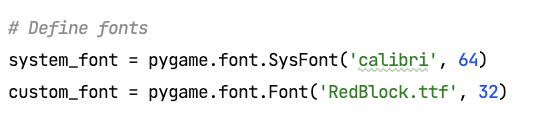 # Define fonts
system_font = pygame.font.SysFont('calibri', 64)
custom_font = pygame.font.Font('RedBlock.ttf', 32)